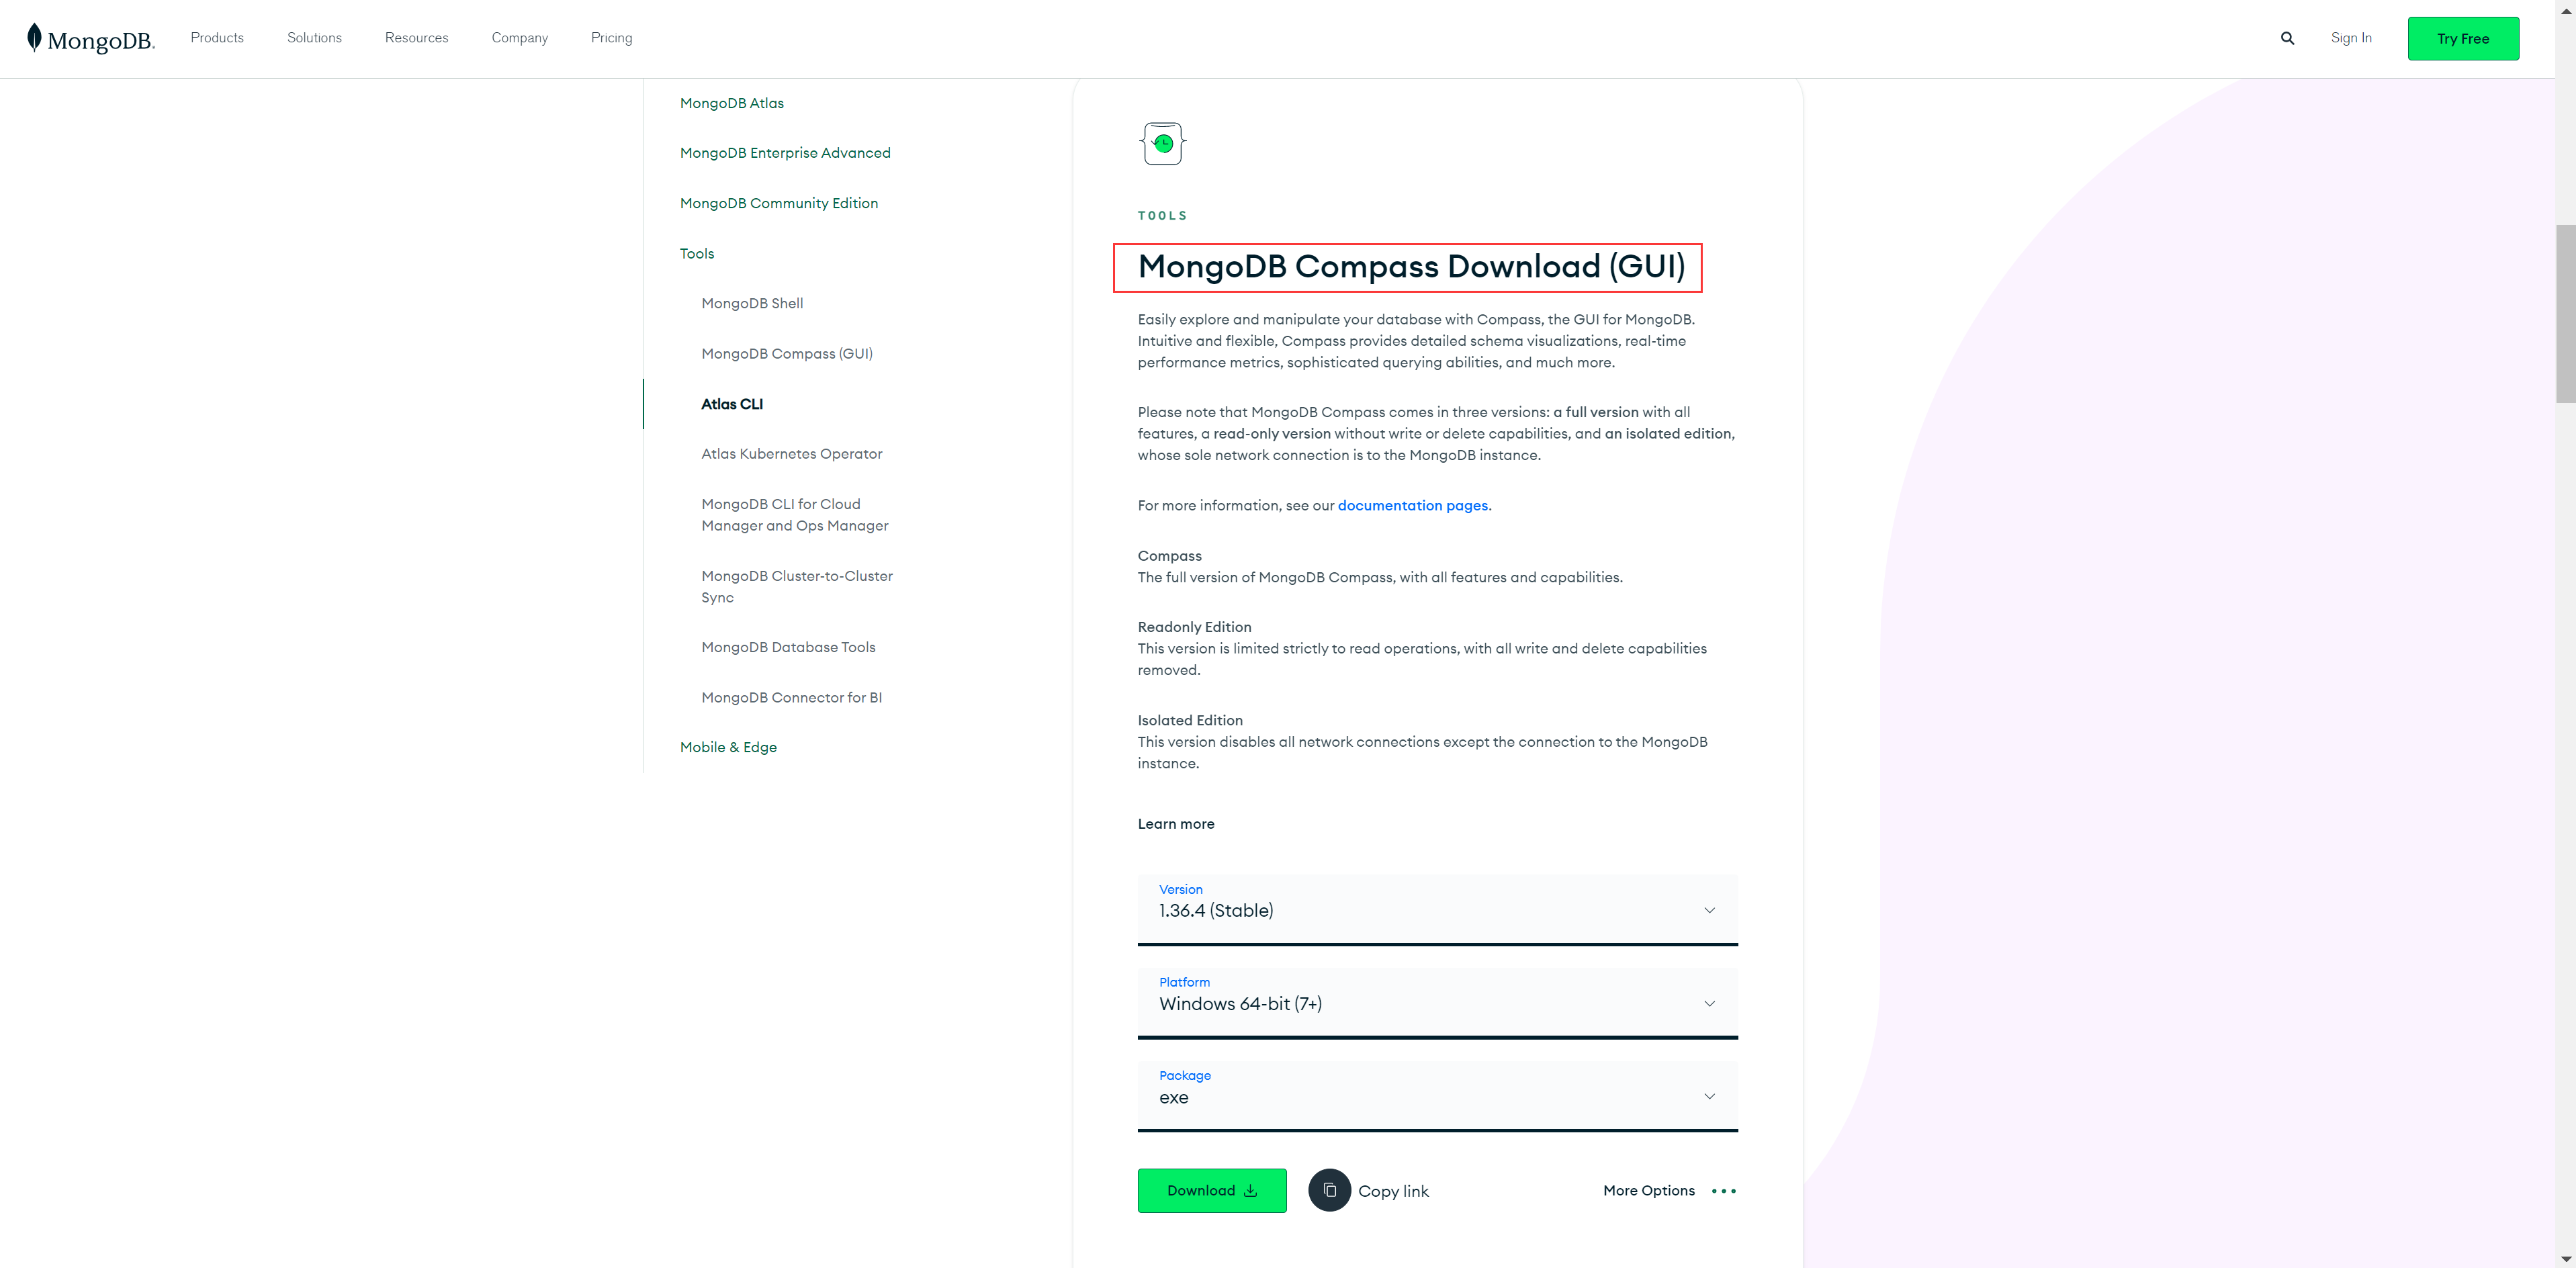 MongoDB.
Products
Solutions
Resources
Company
Pricing
Sign In
Try Free
MongoDB Atlas
MongoDB Enterprise Advanced
MongoDB Community Edition
Tools
MongoDB Shell
MongoDB Compass (GUI)
Atlas CLI
Atlas Kubernetes Operator
MongoDB CLI for Cloud
Manager and Ops Manager
MongoDB Cluster-to-Cluster
Sync
MongoDB Database Tools
MongoDB Connector for BI
Mobile & Edge
TOOLS
MongoDB Compass Download (GUI)
Easily explore and manipulate your database with Compass, the GUI for MongoDB.
Intuitive and flexible, Compass provides detailed schema visualizations, real-time
performance metrics, sophisticated querying abilities, and much more.
Please note that MongoDB Compass comes in three versions: a full version with all
features, a read-only version without write or delete capabilities, and an isolated edition,
whose sole network connection is to the MongoDB instance.
For more information, see our documentation pages.
Compass
The full version of MongoDB Compass, with all features and capabilities.
Readonly Edition
This version is limited strictly to read operations, with all write and delete capabilities
removed.
Isolated Edition
This version disables all network connections except the connection to the MongoDB
instance.
Learn more
Version
1.36.4 (Stable)
Platform
Windows 64-bit (7+)
Package
exe
Download
Copy link
More Options